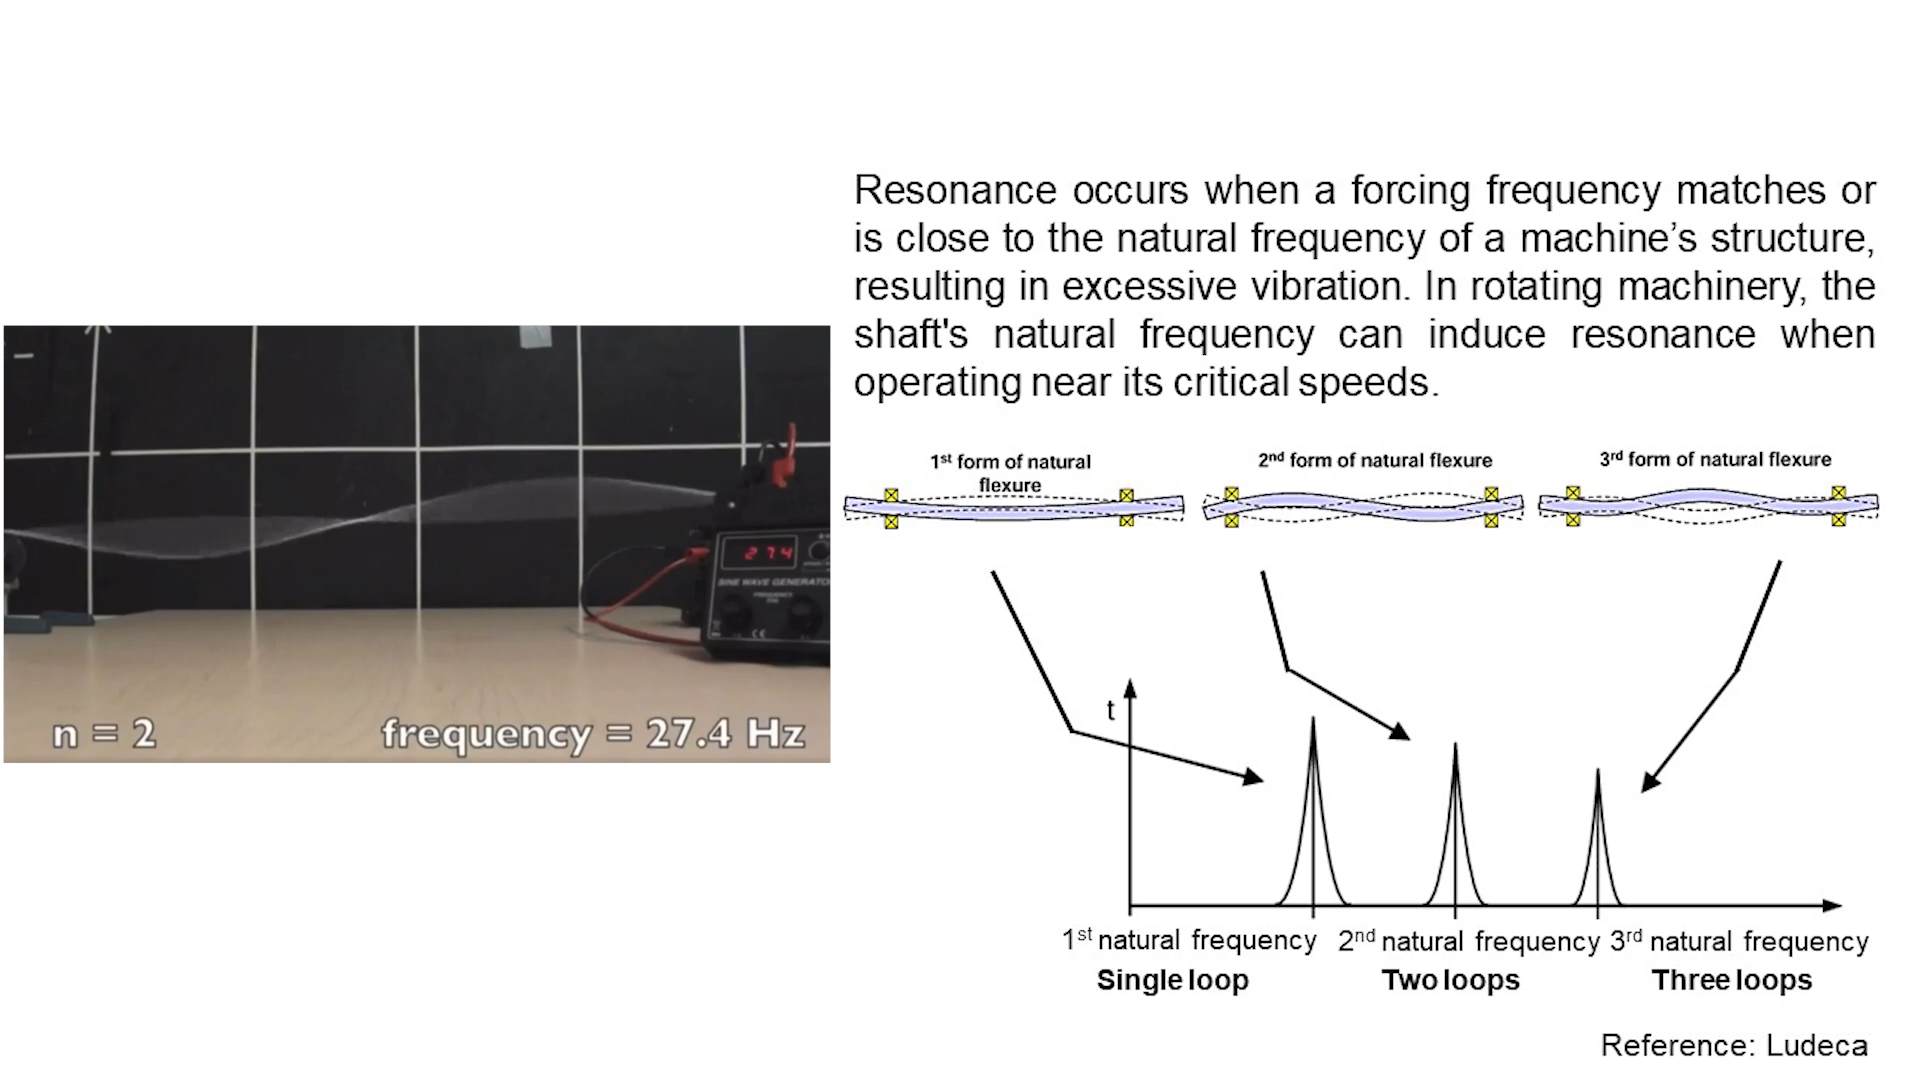 Resonance occurs when a forcing frequency matches or
is close to the natural frequency of a machine’s structure,
resulting in excessive vibration. In rotating machinery, the
shaft's natural frequency can induce resonance when
operating near its critical speeds.
1st form of natural
flexure
2nd form of natural flexure
3rd form of natural flexure
274
SINE WAVE GENERATO
FREQUENCY
CE
n = 2
frequency = 27.4 Hz
t
1st natural frequency
2nd natural frequency
3rd natural frequency
Single loop
Two loops
Three loops
Reference: Ludeca